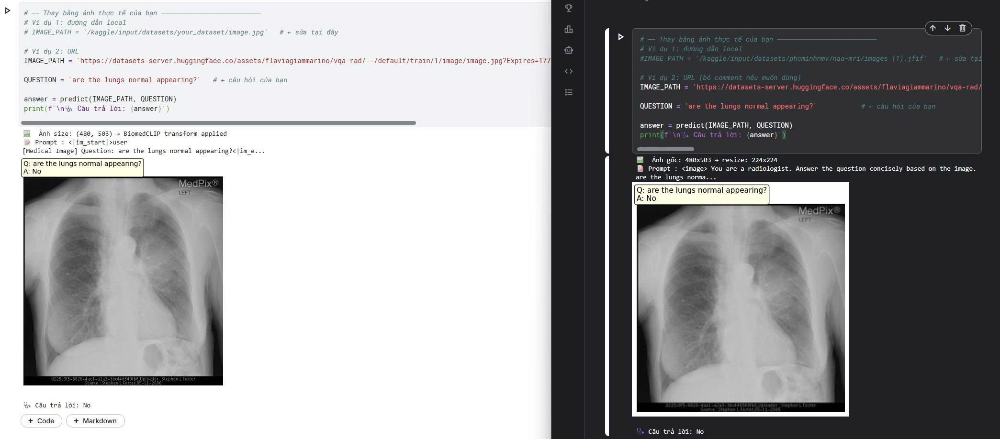 # —— Thay bằng ảnh thực tế của bạn —————————————————————————
# Ví dụ 1: đường dẫn local
# IMAGE_PATH = '/kaggle/input/datasets/your_dataset/image.jpg'   # ← sửa tại đây
# Ví dụ 2: URL
IMAGE_PATH = 'https://datasets-server.huggingface.co/assets/flaviagiammarino/vqa-rad/--/default/train/1/image/image.jpg?Expires=177
QUESTION = 'are the lungs normal appearing?'   # ← câu hỏi của bạn
answer = predict(IMAGE_PATH, QUESTION)
print(f'\n🩺 Câu trả lời: {answer}')
🖼️ Ảnh size: (480, 503) → BiomedCLIP transform applied
📝 Prompt : <|im_start|>user
[Medical Image] Question: are the lungs normal appearing?<|im_e...
Q: are the lungs normal appearing?
A: No
MedPix®
LEFT
d225c0f5-6620-4ae1-a2a3-3bc446549fb6,Uploader : Stephen L Foster
Source : Stephen L Foster,05-11-2006
🩺 Câu trả lời: No
+ Code
+ Markdown
# —— Thay bằng ảnh thực tế của bạn —————————————————————————
# Ví dụ 1: đường dẫn local
#IMAGE_PATH = '/kaggle/input/datasets/phcminhnmv/nao-mri/images (1).jfif'   # ← sửa tại
# Ví dụ 2: URL (bỏ comment nếu muốn dùng)
IMAGE_PATH = 'https://datasets-server.huggingface.co/assets/flaviagiammarino/vqa-rad/
QUESTION = 'are the lungs normal appearing?'   # ← câu hỏi của bạn
answer = predict(IMAGE_PATH, QUESTION)
print(f'\n🩺 Câu trả lời: {answer}')
🖼️ Ảnh gốc: 480x503 → resize: 224x224
📝 Prompt : <image> You are a radiologist. Answer the question concisely based on the image.
are the lungs norma...
Q: are the lungs normal appearing?
A: No
MedPix®
LEFT
d225c0f5-6620-4ae1-a2a3-3bc446549fb6,Uploader : Stephen L Foster
Source : Stephen L Foster,05-11-2006
🩺 Câu trả lời: No